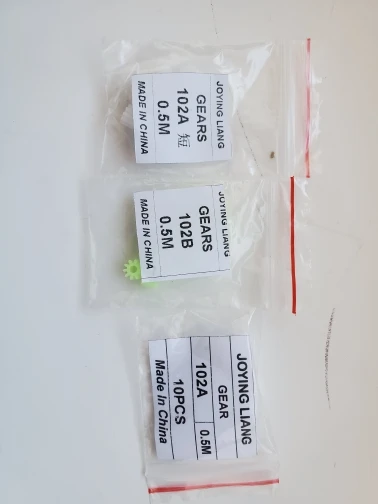 JOYING LIANG
GEARS
102A 短
0.5M
MADE IN CHINA
JOYING LIANG
GEARS
102B
0.5M
MADE IN CHINA
JOYING LIANG
GEAR
102A 0.5M
10PCS
Made In China